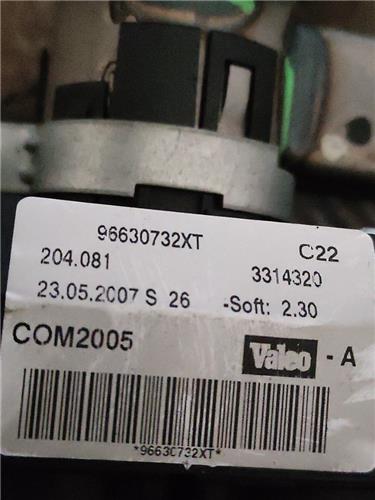 96630732XT C22
204.081 3314320
23.05.2007 S 26 -Soft: 2.30
COM2005 Valeo - A
*96630732XT*